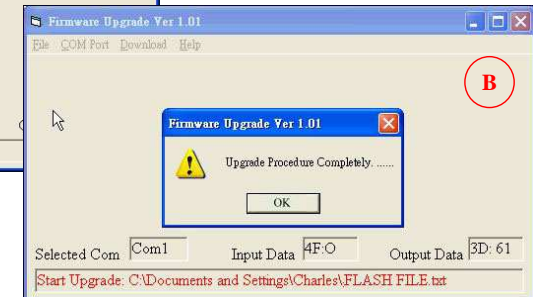 Firmware Upgrade Ver 1.01
File COM Port Download Help
B
Firmware Upgrade Ver 1.01
Upgrade Procedure Completely. ......
OK
Selected Com Com1 Input Data 4F:O Output Data 3D: 61
Start Upgrade: C:\Documents and Settings\Charles\FLASH FILE.txt